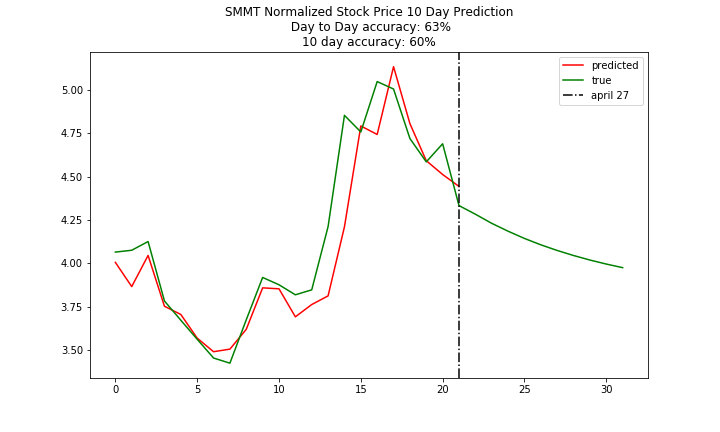 SMMT Normalized Stock Price 10 Day Prediction
Day to Day accuracy: 63%
10 day accuracy: 60%
predicted
true
april 27
5.00
4.75
4.50
4.25
4.00
3.75
3.50
0 5 10 15 20 25 30